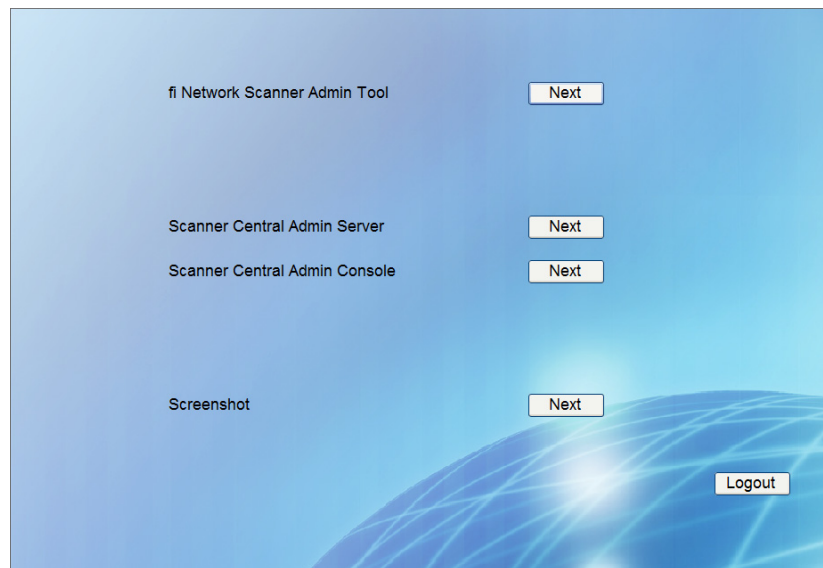 fi Network Scanner Admin Tool Next
Scanner Central Admin Server Next
Scanner Central Admin Console Next
Screenshot Next
Logout